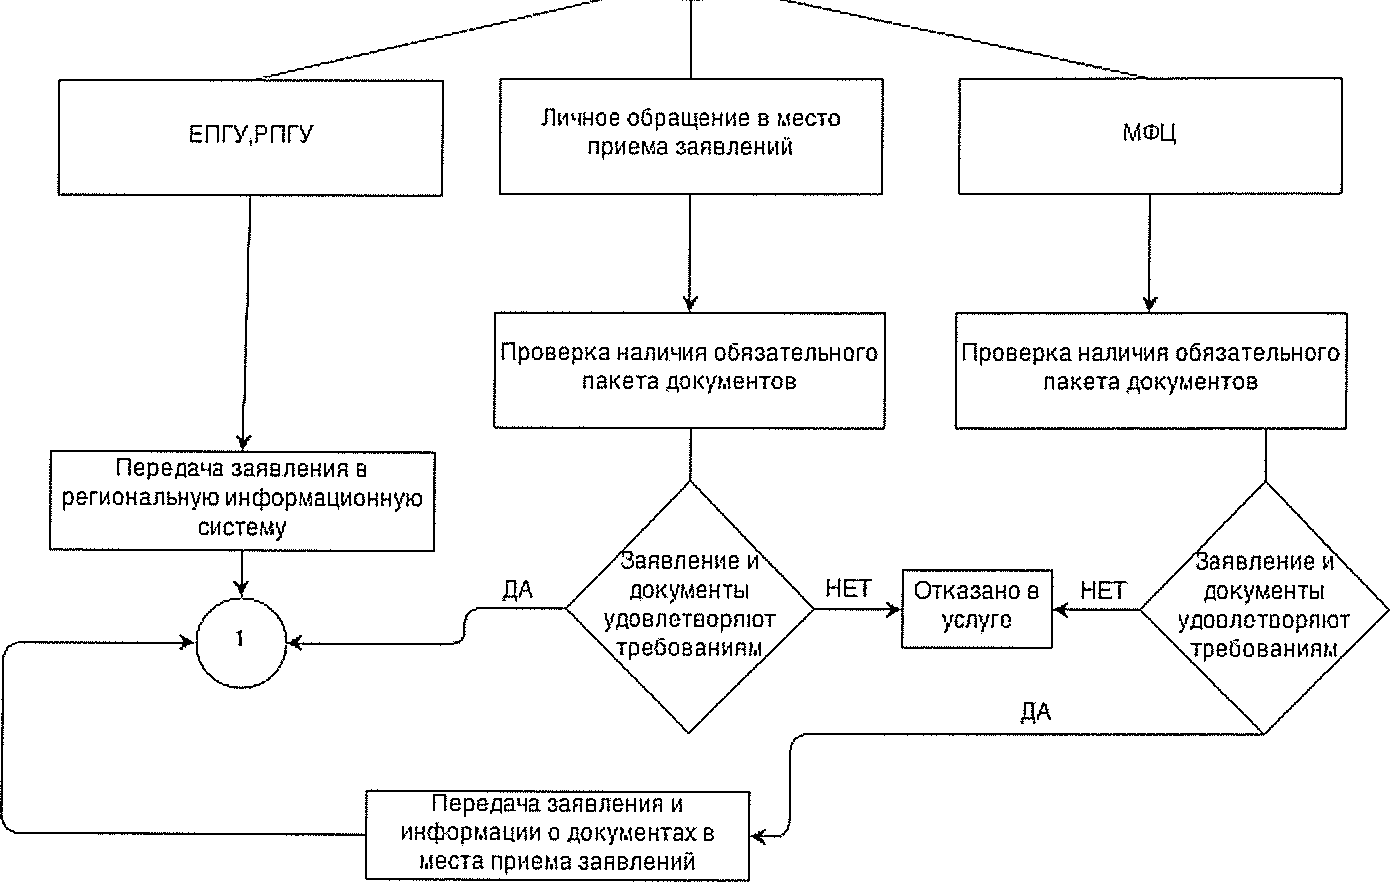 ЕПГУ,РПГУ
Личное обращение в место
приема заявлений
МФЦ
Проверка наличия обязательного
пакета документов
Проверка наличия обязательного
пакета документов
Передача заявления в
региональную информационную
систему
Заявление и
документы
удовлетворяют
требованиям
Заявление и
документы
удовлетворяют
требованиям
ДА
НЕТ
Отказано в
услуге
НЕТ
1
ДА
Передача заявления и
информации о документах в
места приема заявлений